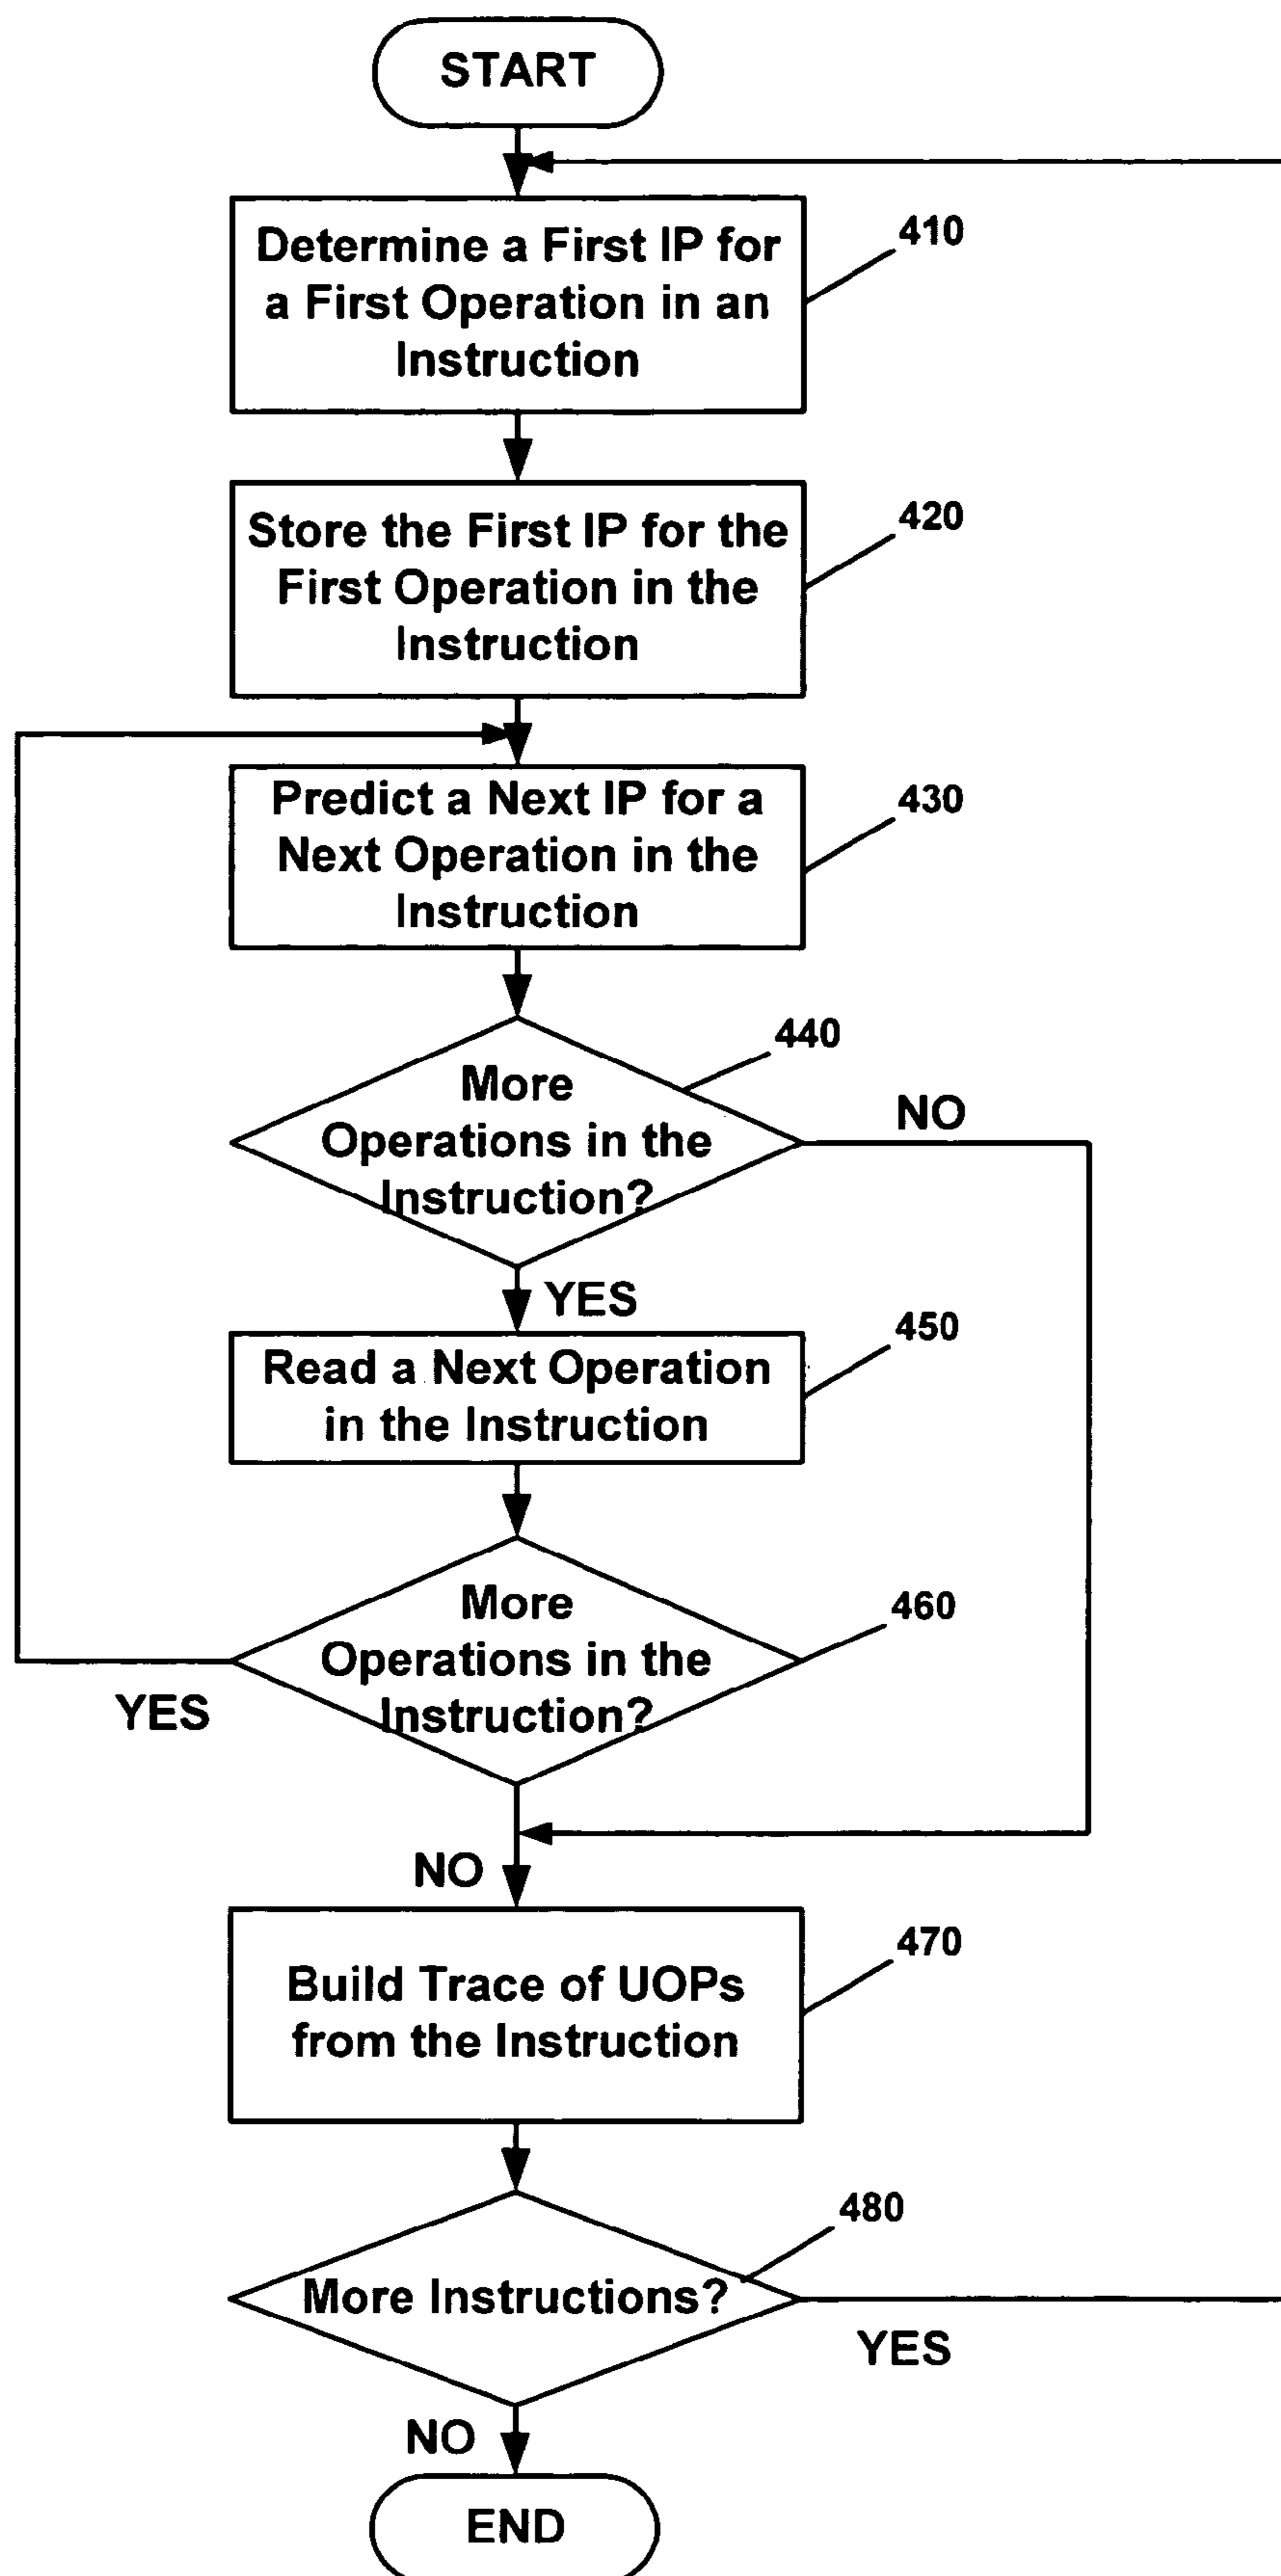 START
410
Determine a First IP for
a First Operation in an
Instruction
420
Store the First IP for the
First Operation in the
Instruction
430
Predict a Next IP for a
Next Operation in the
Instruction
440
More
Operations in the
Instruction?
NO
YES
450
Read a Next Operation
in the Instruction
460
More
Operations in the
Instruction?
YES
NO
470
Build Trace of UOPs
from the Instruction
480
More Instructions?
YES
NO
END